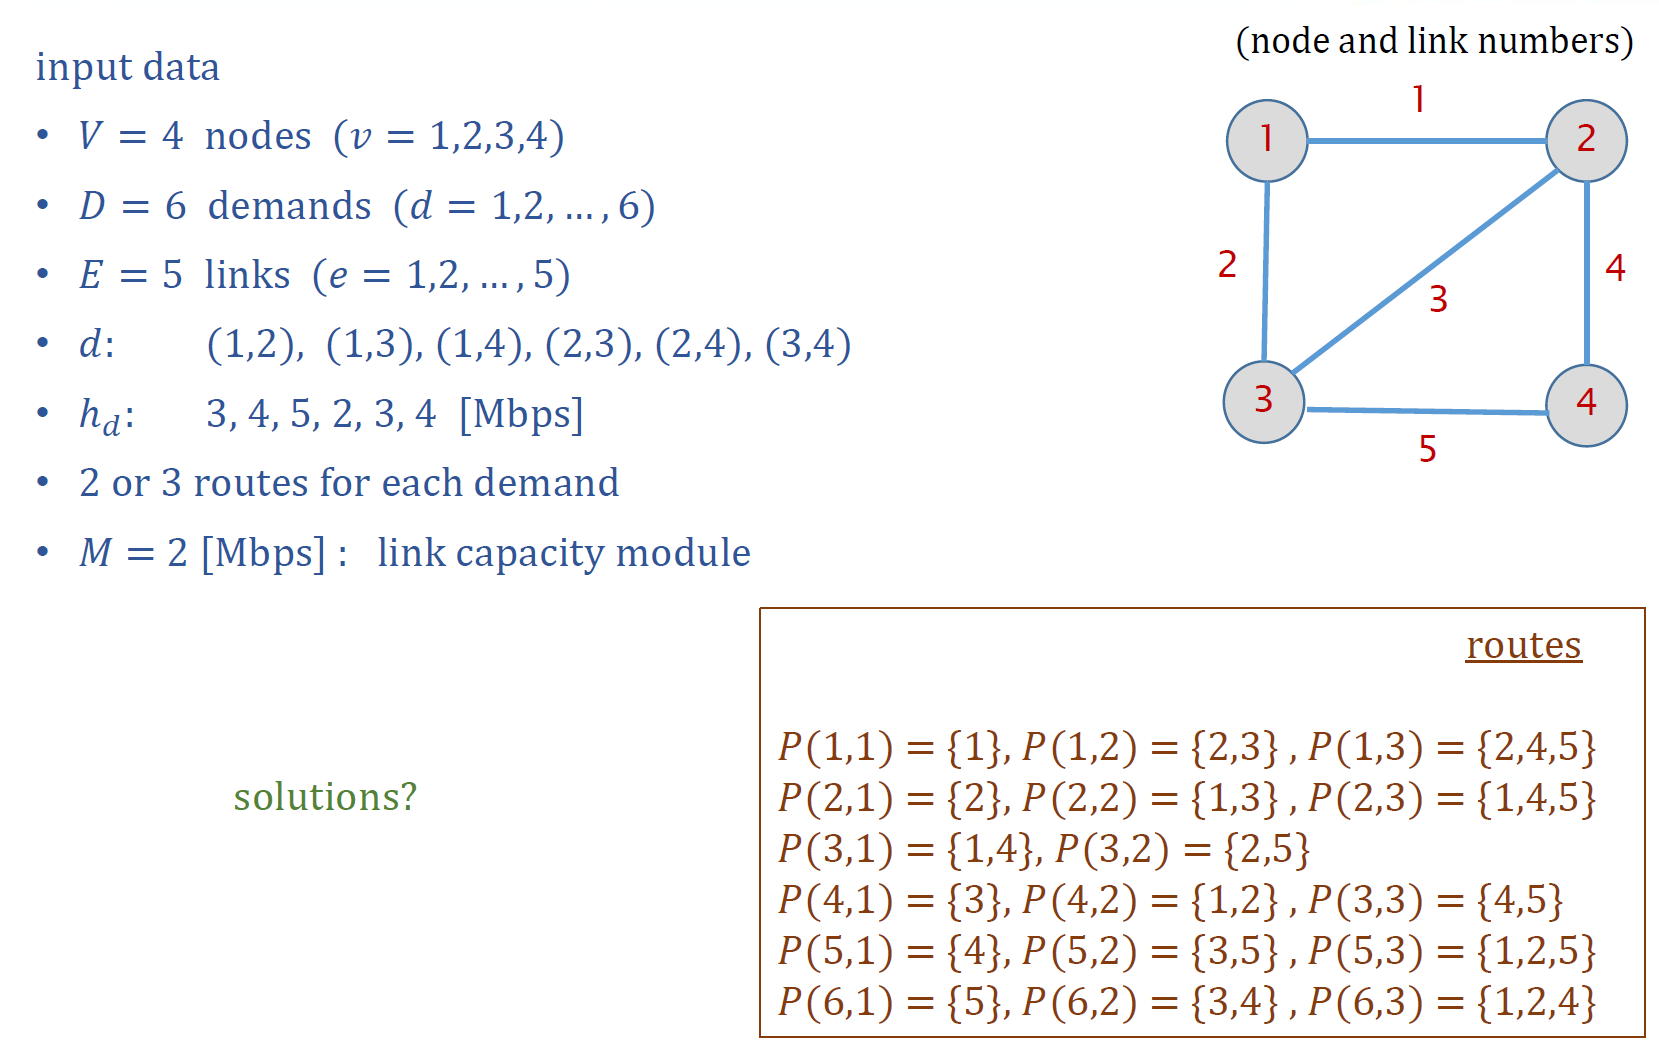 (node and link numbers)
input data
• V = 4 nodes (v = 1,2,3,4)
• D = 6 demands (d = 1,2, … , 6)
• E = 5 links (e = 1,2, … , 5)
• d: (1,2), (1,3), (1,4), (2,3), (2,4), (3,4)
• h_d: 3, 4, 5, 2, 3, 4 [Mbps]
• 2 or 3 routes for each demand
• M = 2 [Mbps] : link capacity module
1
1
2
2
3
4
3
4
5
solutions?
routes
P(1,1) = {1}, P(1,2) = {2,3} , P(1,3) = {2,4,5}
P(2,1) = {2}, P(2,2) = {1,3} , P(2,3) = {1,4,5}
P(3,1) = {1,4}, P(3,2) = {2,5}
P(4,1) = {3}, P(4,2) = {1,2} , P(3,3) = {4,5}
P(5,1) = {4}, P(5,2) = {3,5} , P(5,3) = {1,2,5}
P(6,1) = {5}, P(6,2) = {3,4} , P(6,3) = {1,2,4}